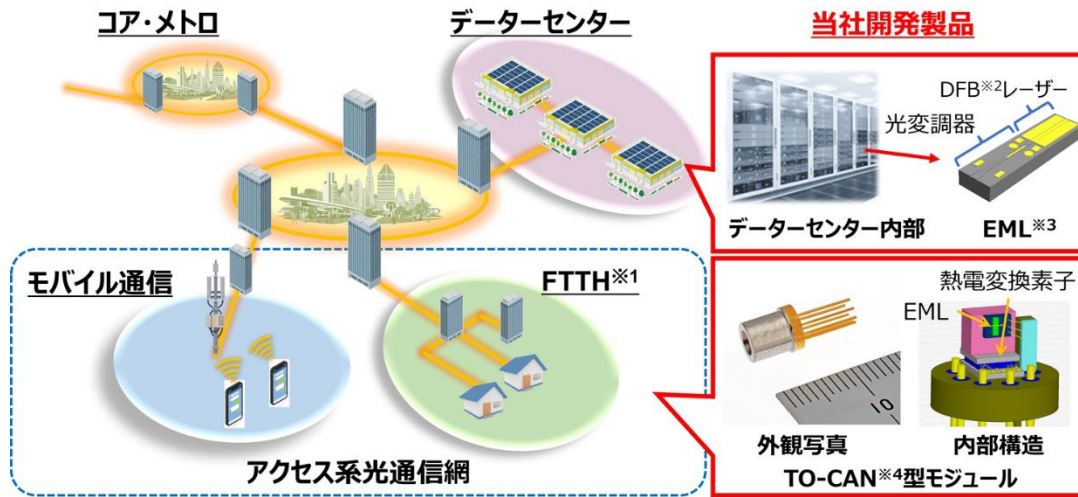 コア・メトロ
データーセンター
当社開発製品
DFB※2レーザー
光変調器
データーセンター内部
EML※3
モバイル通信
FTTH※1
アクセス系光通信網
熱電変換素子
EML
10
外観写真
内部構造
TO-CAN※4型モジュール